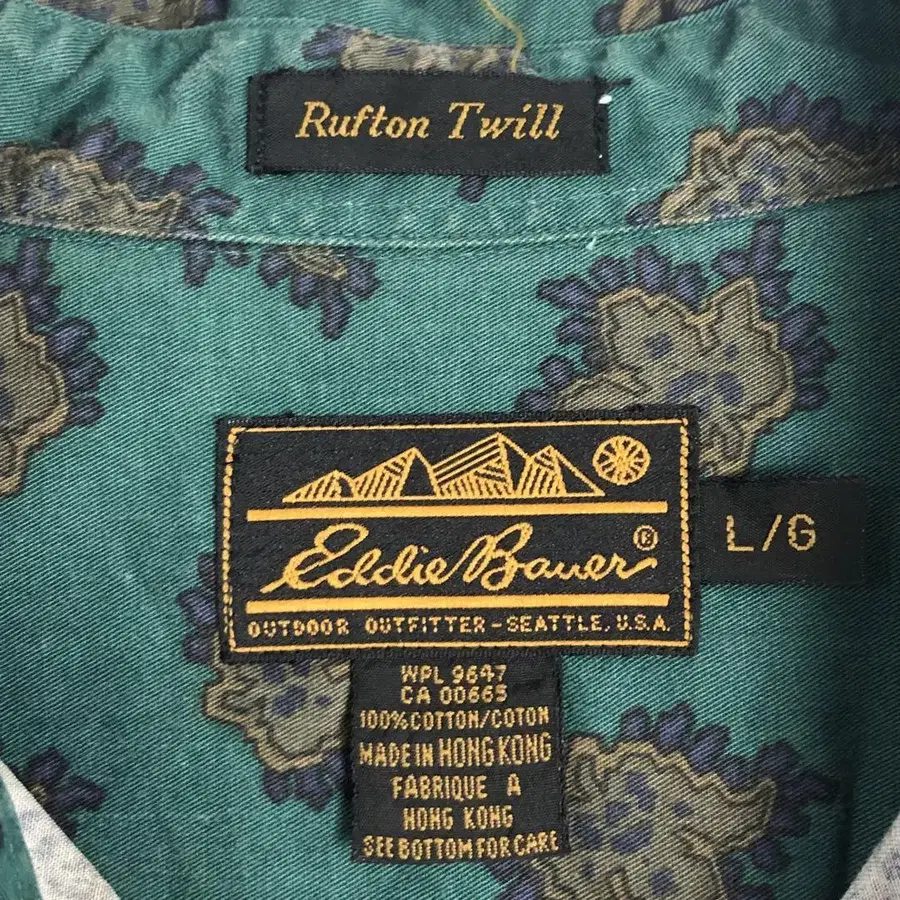 Rufton Twill
Eddie Bauer®
L/G
OUTDOOR OUTFITTER-SEATTLE, U.S.A.
WPL 9647
CA 00665
100% COTTON/COTON
MADE IN HONG KONG
FABRIQUE A
HONG KONG
SEE BOTTOM FOR CARE